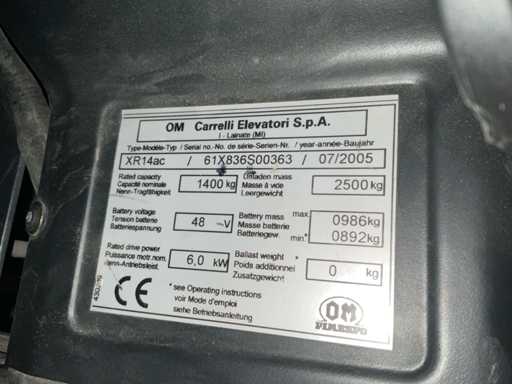 OM Carrelli Elevatori S.p.A.
I - Lainate (MI)
Type-Modèle-Typ / Serial no.-No. de série-Serien-Nr. / year-année-Baujahr
XR14ac / 61X836S00363 / 07/2005
Rated capacity
Capacité nominale
Nenn-Tragfähigkeit
1400 kg
Unladen mass
Masse à vide
Leergewicht
2500 kg
Battery voltage
Tension batterie
Batteriespannung
48 V
Battery mass max
Masse batterie
Batteriegew. min.*
0986 kg
0892 kg
Rated drive power
Puissance motr. nom.
Nenn-Antriebsleist.
6,0 kW
Ballast weight *
Poids additionnel
Zusatzgewicht
0 kg
CE
* see Operating instructions
voir Mode d'emploi
siehe Betriebsanleitung
OM
PIMESPO